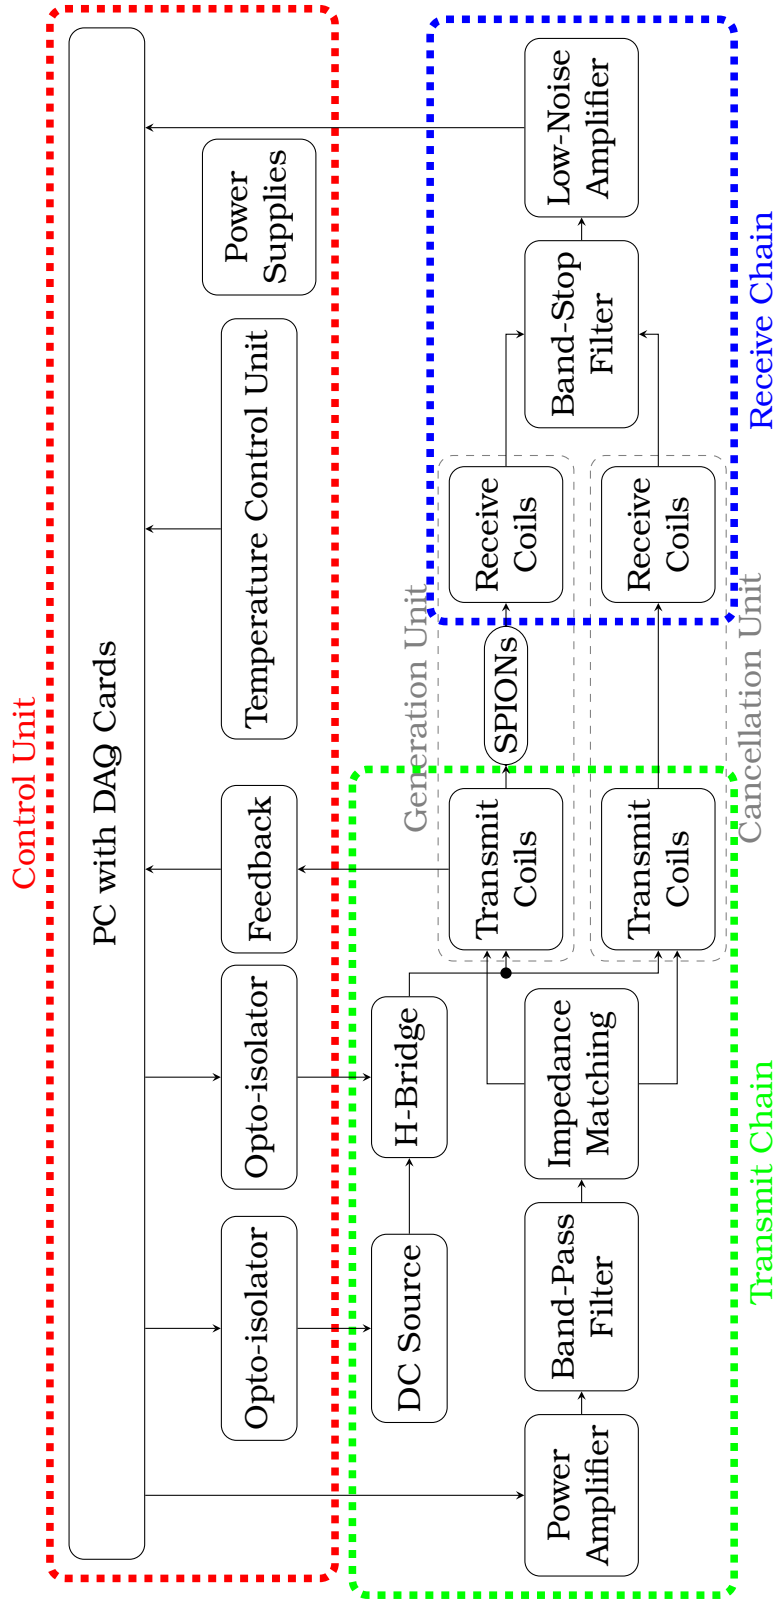 Control Unit
PC with DAQ Cards
Opto-isolator
Opto-isolator
Feedback
Temperature Control Unit
Power
Supplies
DC Source
H-Bridge
Generation Unit
Power
Amplifier
Band-Pass
Filter
Impedance
Matching
Transmit
Coils
SPIONs
Receive
Coils
Transmit
Coils
Receive
Coils
Band-Stop
Filter
Low-Noise
Amplifier
Transmit Chain
Cancellation Unit
Receive Chain